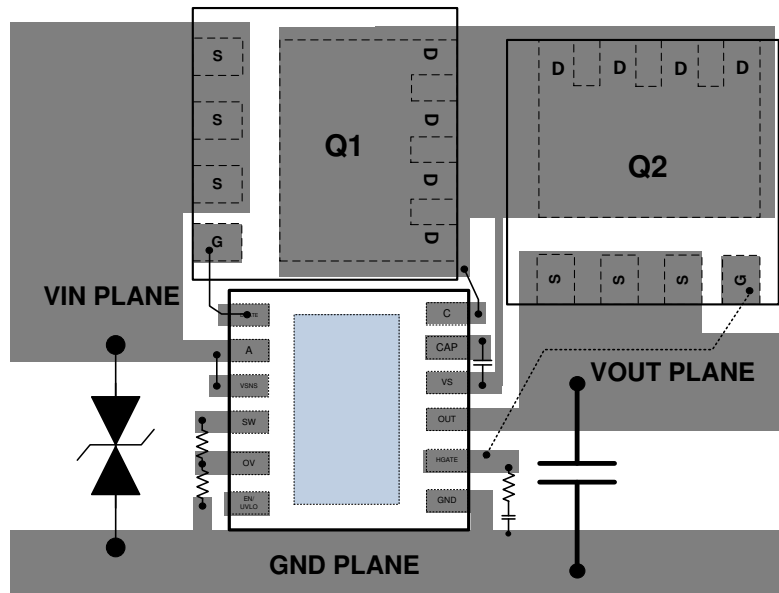 S
S
S
G
Q1
D
D
D
D
D D D D
Q2
S S S G
VIN PLANE
VOUT PLANE
A
VSNS
SW
OV
EN/
UVLO
C
CAP
VS
OUT
HGATE
GND
GND PLANE